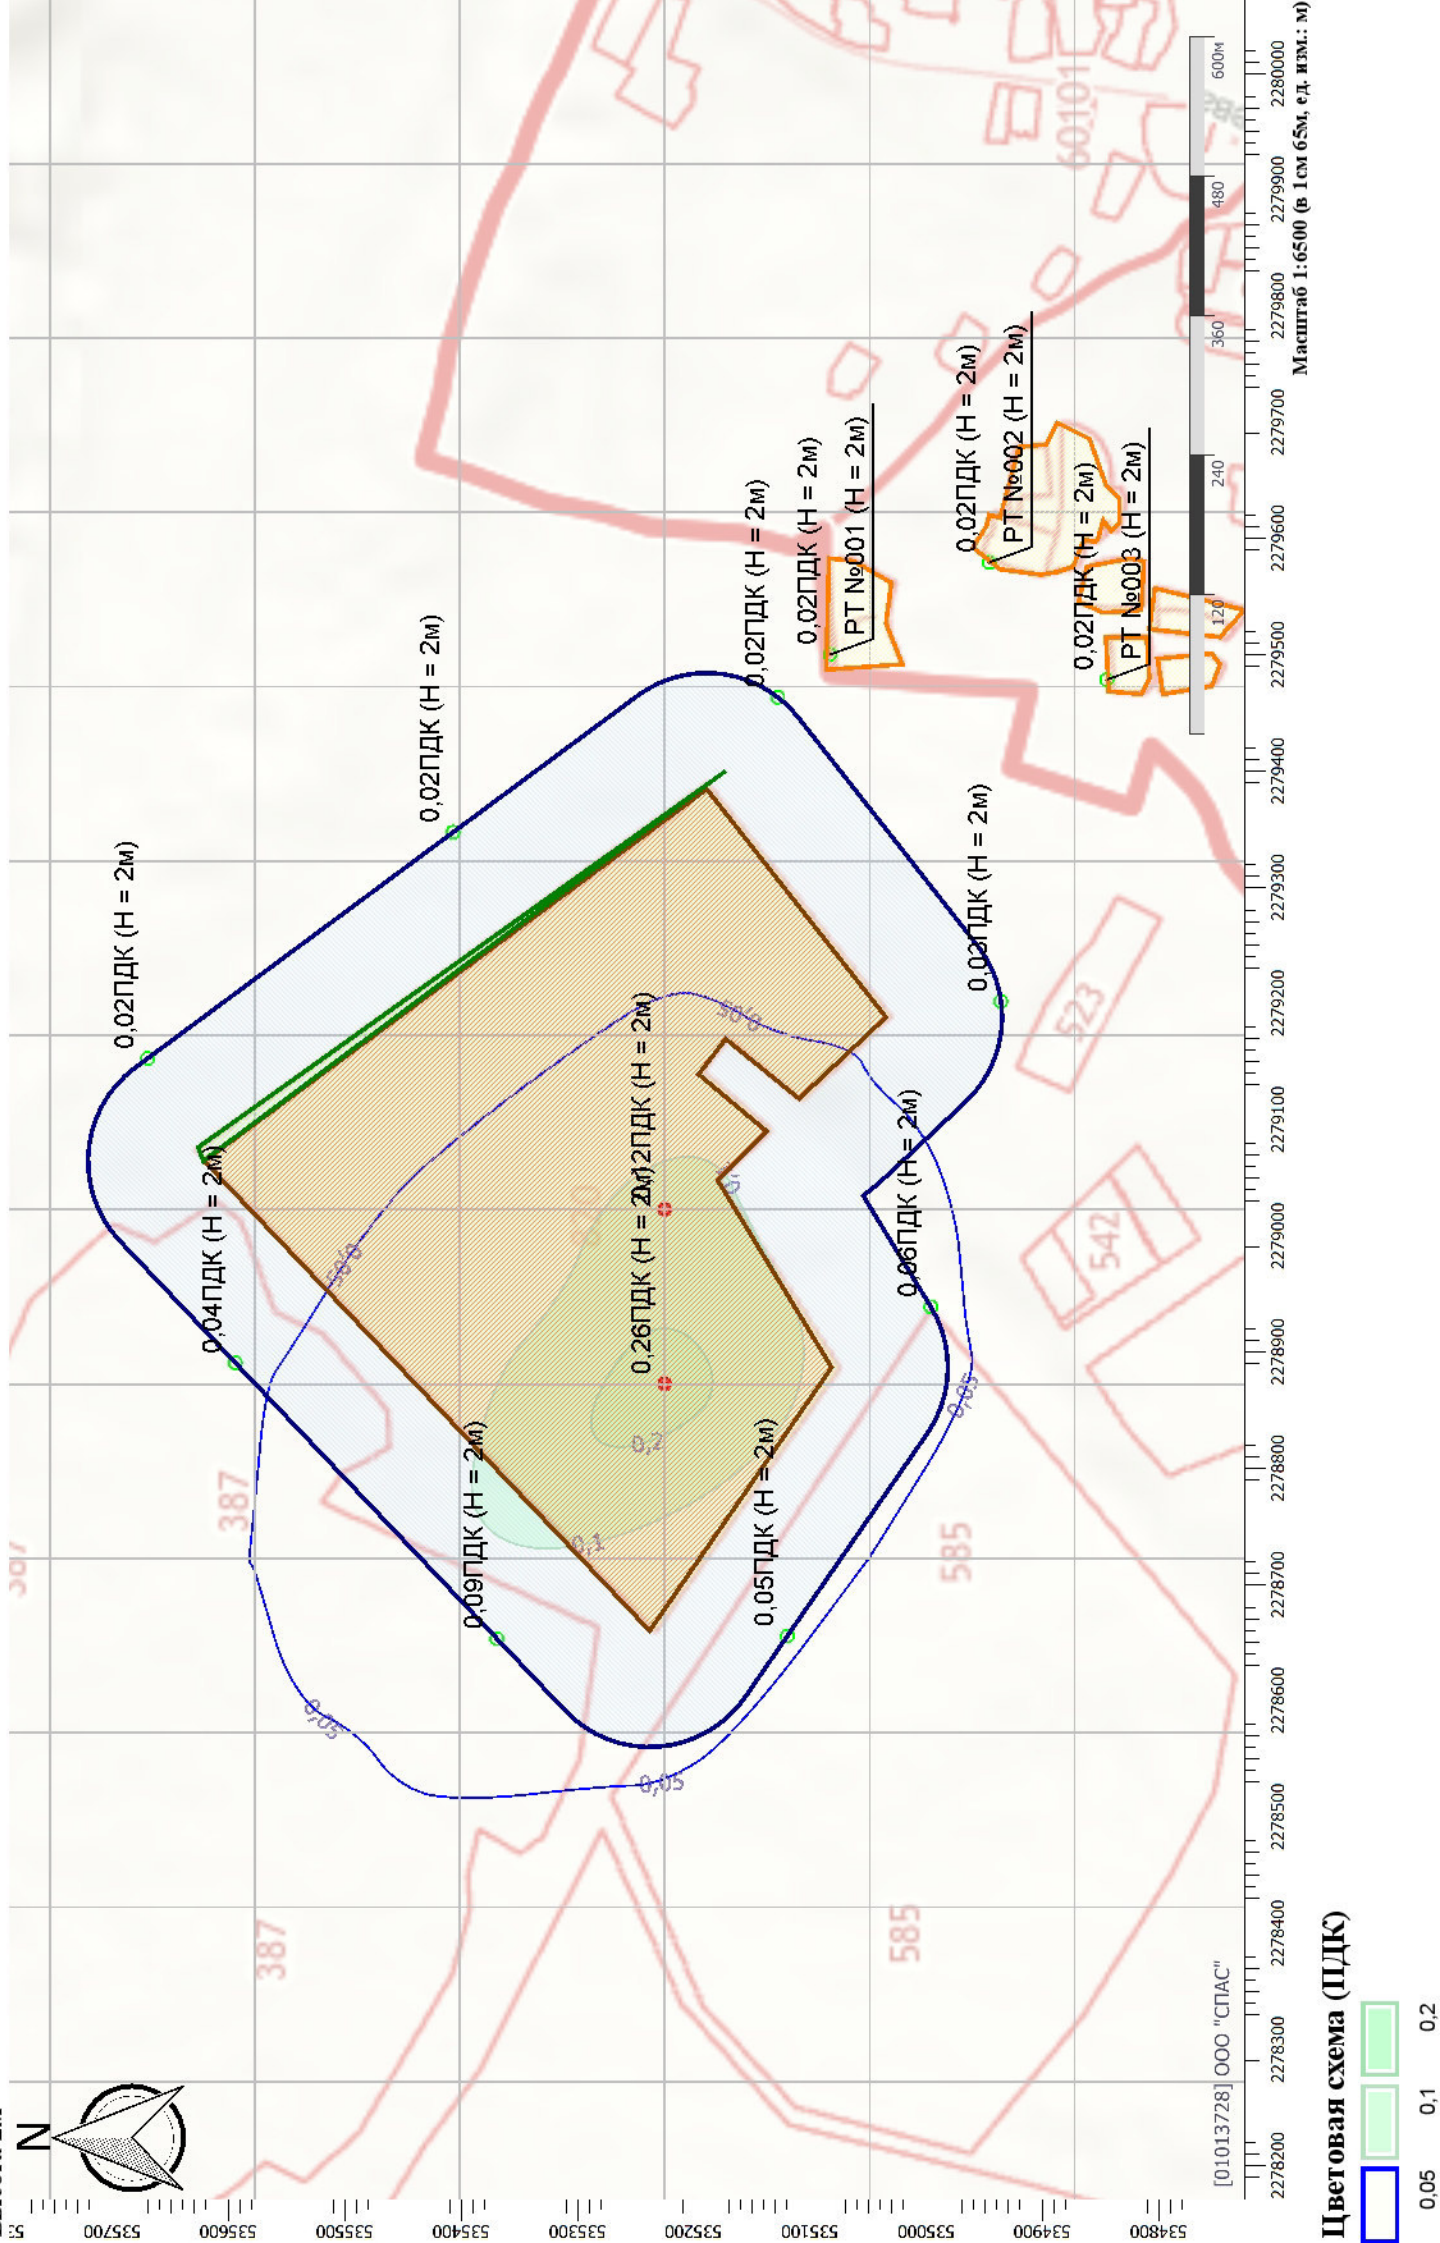 N
0,02ПДК (Н = 2м)
0,02ПДК (Н = 2м)
0,02ПДК (Н = 2м)
0,02ПДК (Н = 2м)
РТ №001 (Н = 2м)
0,02ПДК (Н = 2м)
РТ №002 (Н = 2м)
0,02ПДК (Н = 2м)
РТ №003 (Н = 2м)
0,03ПДК (Н = 2м)
0,06ПДК (Н = 2м)
0,05ПДК (Н = 2м)
0,09ПДК (Н = 2м)
0,04ПДК (Н = 2м)
0,12ПДК (Н = 2м)
0,26ПДК (Н = 2м)
0,05
0,05
0,05
0,05
0,05
0,1
0,2
387
387
387
585
585
542
523
60101
535700
535600
535500
535400
535300
535200
535100
535000
534900
534800
[01013728] ООО "СПАС"
120
240
360
480
600м
2278200
2278300
2278400
2278500
2278600
2278700
2278800
2278900
2279000
2279100
2279200
2279300
2279400
2279500
2279600
2279700
2279800
2279900
2280000
Масштаб 1:6500 (в 1см 65м, ед. изм.: м)
Цветовая схема (ПДК)
0,05
0,1
0,2